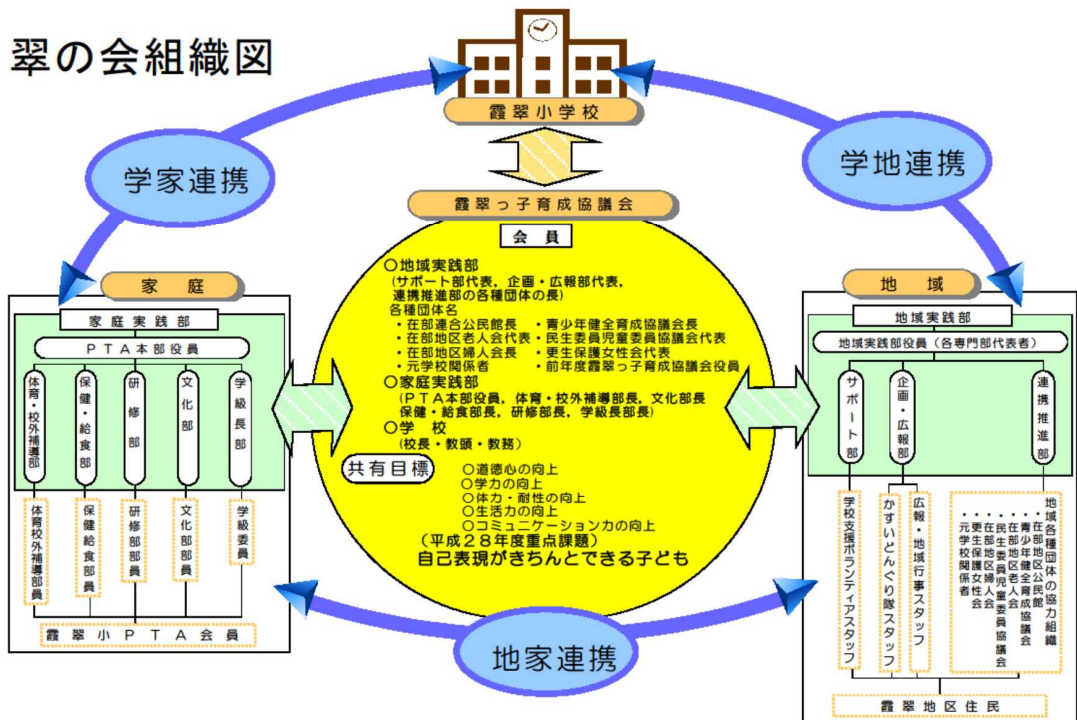 翠の会組織図
霞翠小学校
学家連携
学地連携
霞翠っ子育成協議会
会員
○地域実践部
(サポート部代表，企画・広報部代表，
連携推進部の各種団体の長)
各種団体名
・在部連合公民館長 ・青少年健全育成協議会長
・在部地区老人会代表 ・民生委員児童委員協議会代表
・在部地区婦人会長 ・更生保護女性会代表
・元学校関係者 ・前年度霞翠っ子育成協議会役員
○家庭実践部
(PTA本部役員，体育・校外補導部長，文化部長
保健・給食部長，研修部長，学級長部長)
○学 校
(校長・教頭・教務)
共有目標
○道徳心の向上
○学力の向上
○体力・耐性の向上
○生活力の向上
○コミュニケーション力の向上
(平成28年度重点課題)
自己表現がきちんとできる子ども
家庭
家庭実践部
PTA本部役員
体育・校外補導部
保健・給食部
研修部
文化部
学級長部
体育校外補導部員
保健給食部員
研修部部員
文化部部員
学級委員
霞翠小PTA会員
地域
地域実践部
地域実践部役員（各専門部代表者）
サポート部
企画・広報部
連携推進部
学校支援ボランティアスタッフ
かすいどんぐり隊スタッフ
広報・地域行事スタッフ
地域各種団体の協力組織
・在部地区公民館
・青少年健全育成協議会
・在部地区老人会
・民生委員児童委員協議会
・在部地区婦人会
・更生保護女性会
・元学校関係者
霞翠地区住民
地家連携